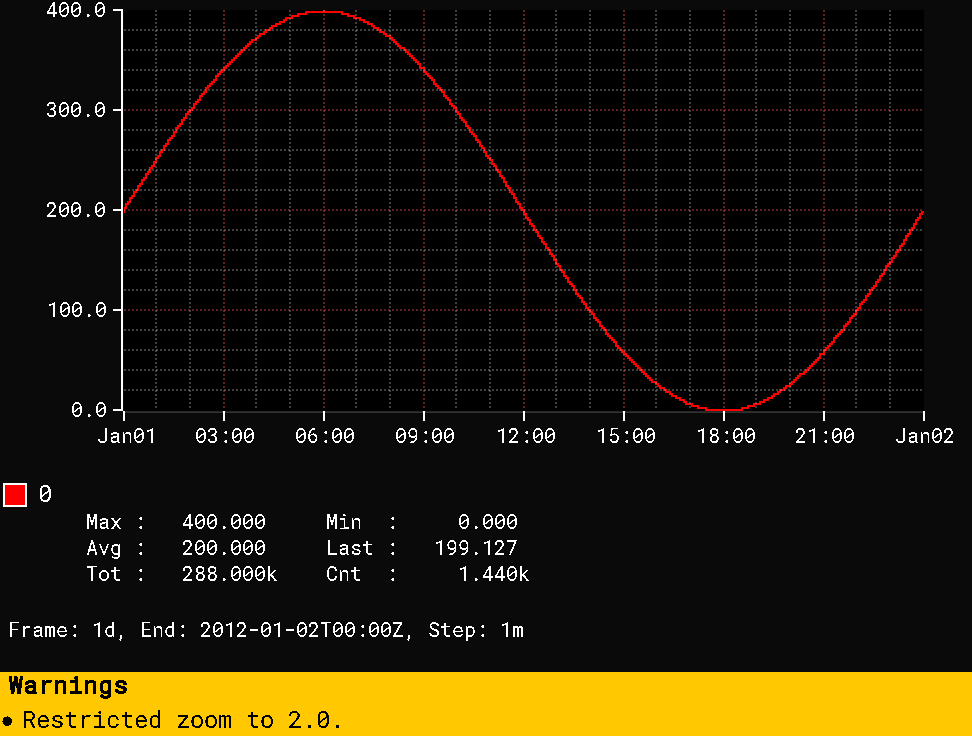 400.0
300.0
200.0
100.0
0.0
Jan01 03:00 06:00 09:00 12:00 15:00 18:00 21:00 Jan02
0
Max : 400.000 Min : 0.000
Avg : 200.000 Last : 199.127
Tot : 288.000k Cnt : 1.440k
Frame: 1d, End: 2012-01-02T00:00Z, Step: 1m
Warnings
• Restricted zoom to 2.0.